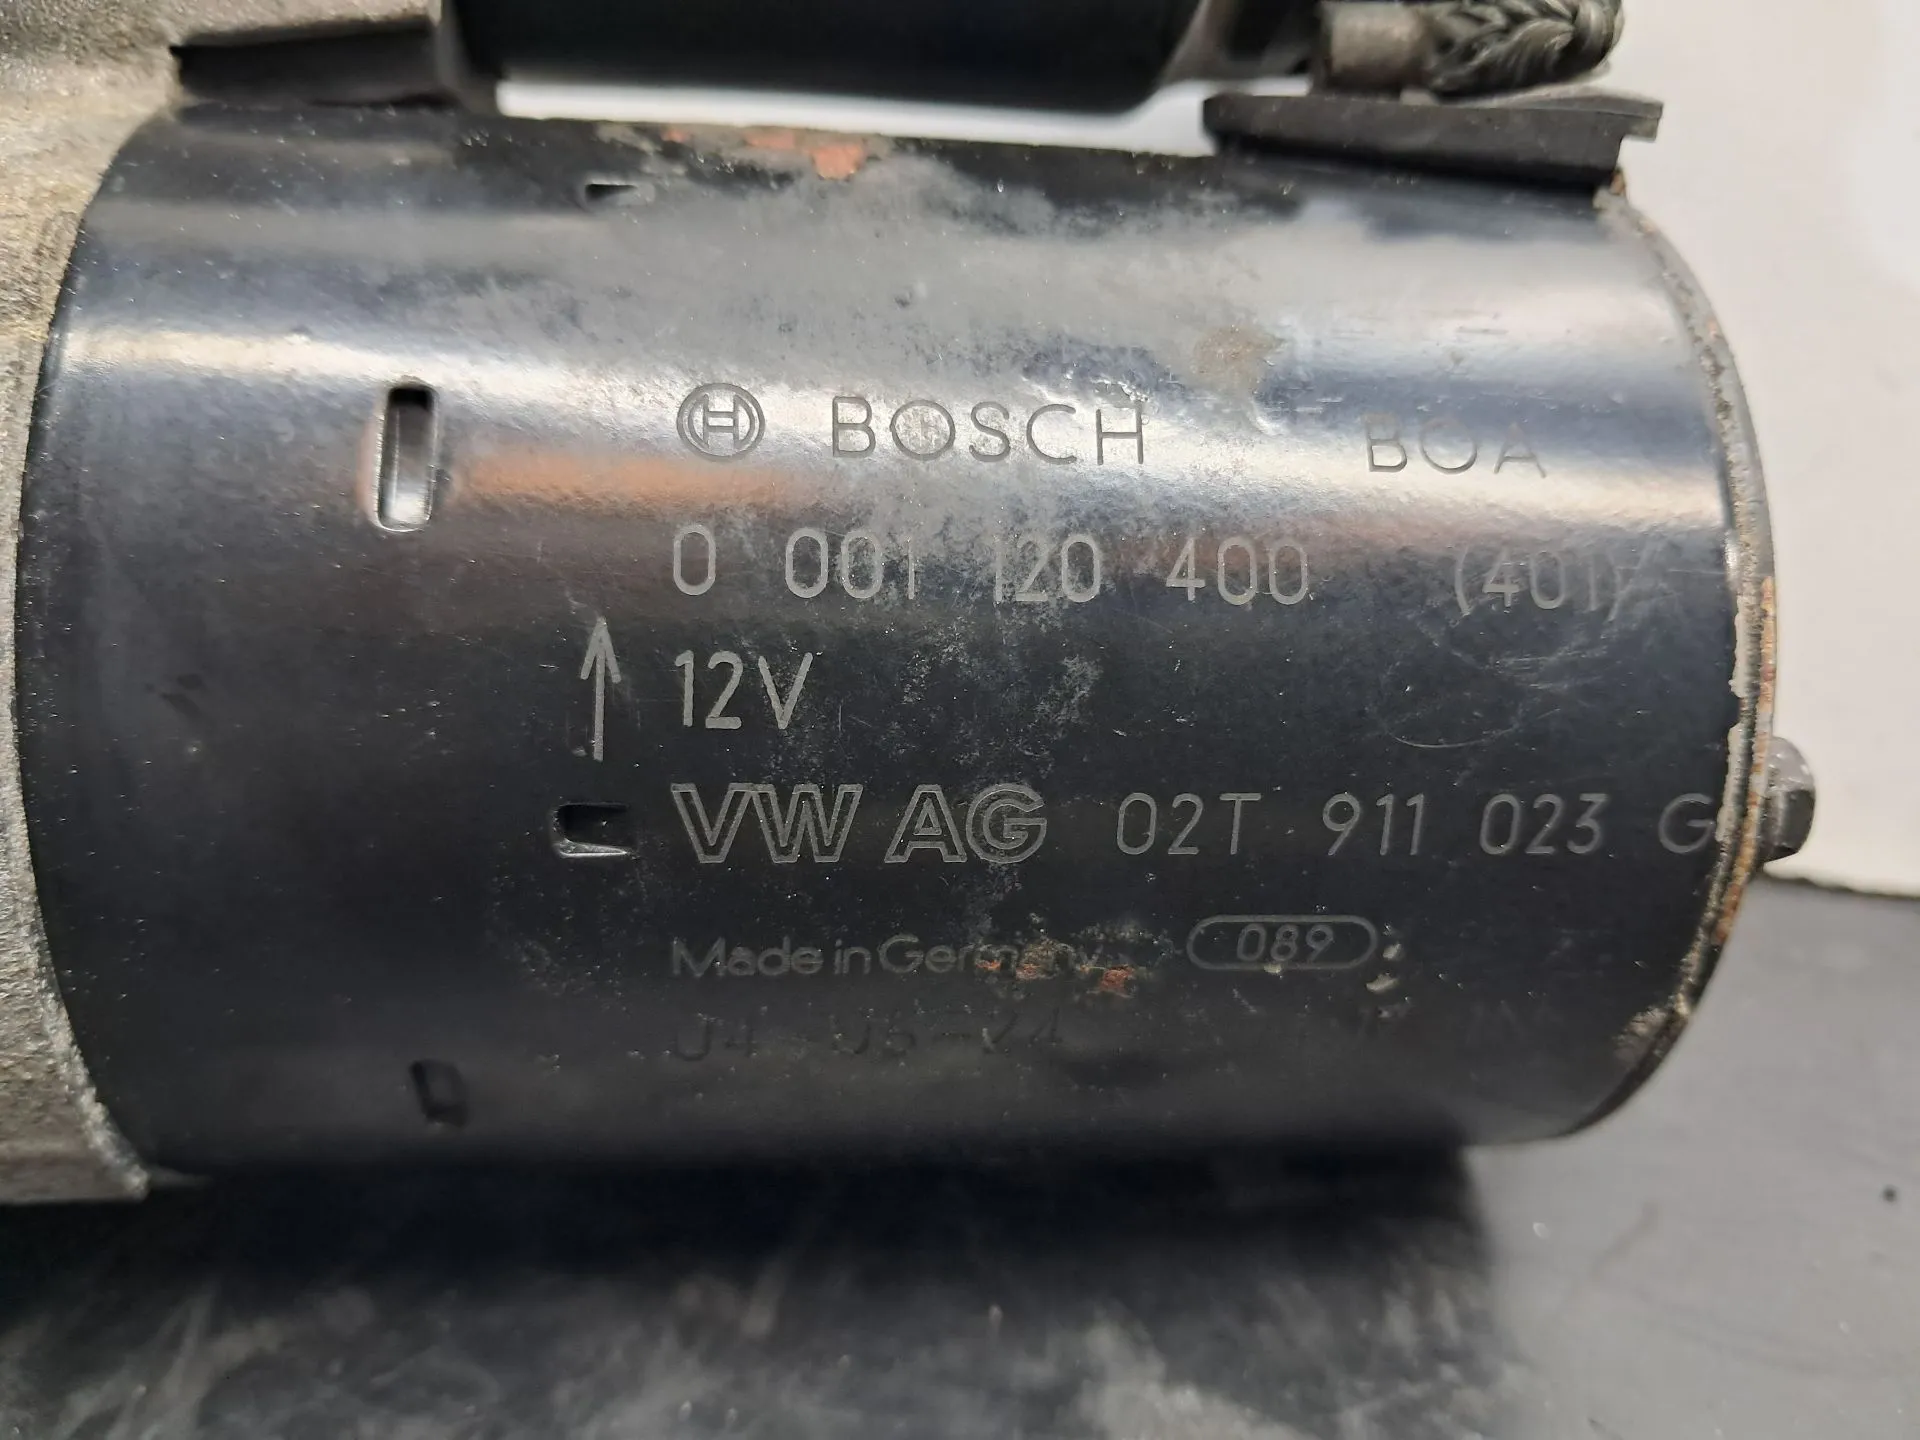 BOSCH BOA
0 001 120 400 (401)
12V
VW AG 02T 911 023 G
Made in Germany 089